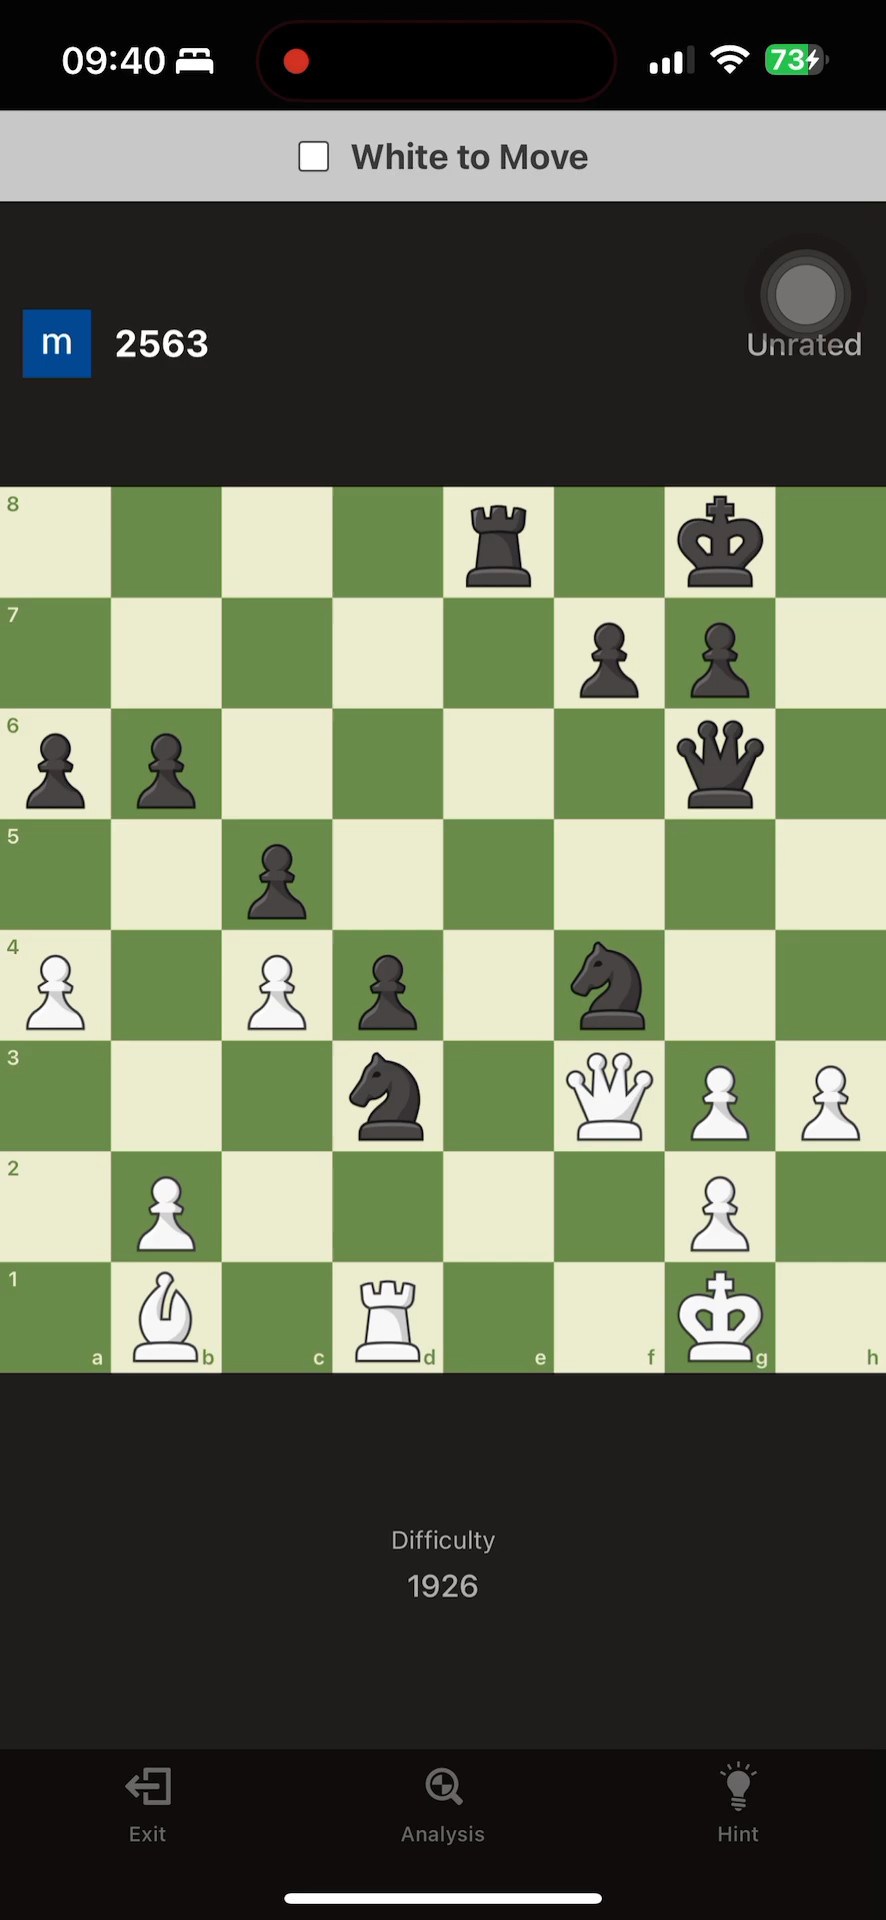 09:40
73
White to Move
m 2563 Unrated
8
7
6
5
4
3
2
1
a b c d e f g h
Difficulty
1926
Exit Analysis Hint